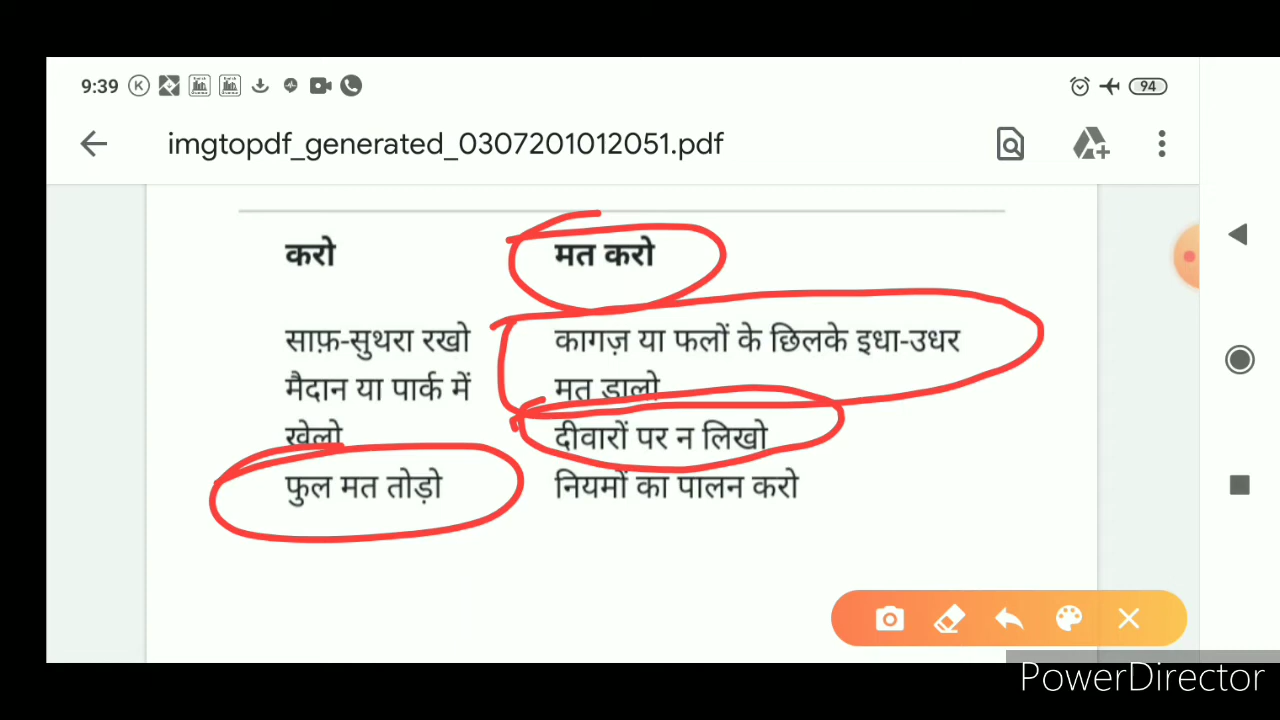 9:39
94
imgtopdf_generated_0307201012051.pdf
करो मत करो
साफ़-सुथरा रखो कागज़ या फलों के छिलके इधा-उधर
मैदान या पार्क में मत डालो
खेलो दीवारों पर न लिखो
फुल मत तोड़ो नियमों का पालन करो
PowerDirector